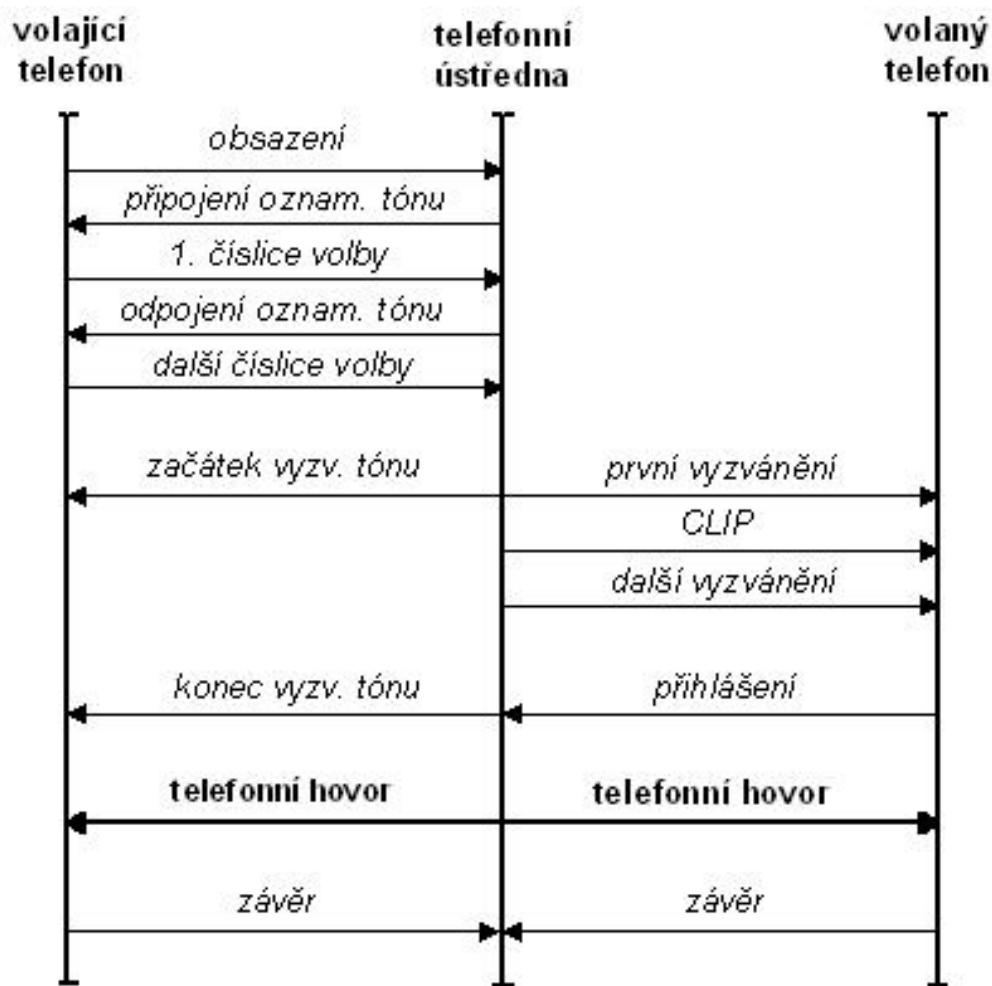 volající
telefon
telefonní
ústředna
volaný
telefon
obsazení
připojení oznam. tónu
1. číslice volby
odpojení oznam. tónu
další číslice volby
začátek vyzv. tónu
první vyzvánění
CLIP
další vyzvánění
konec vyzv. tónu
přihlášení
telefonní hovor
telefonní hovor
závěr
závěr